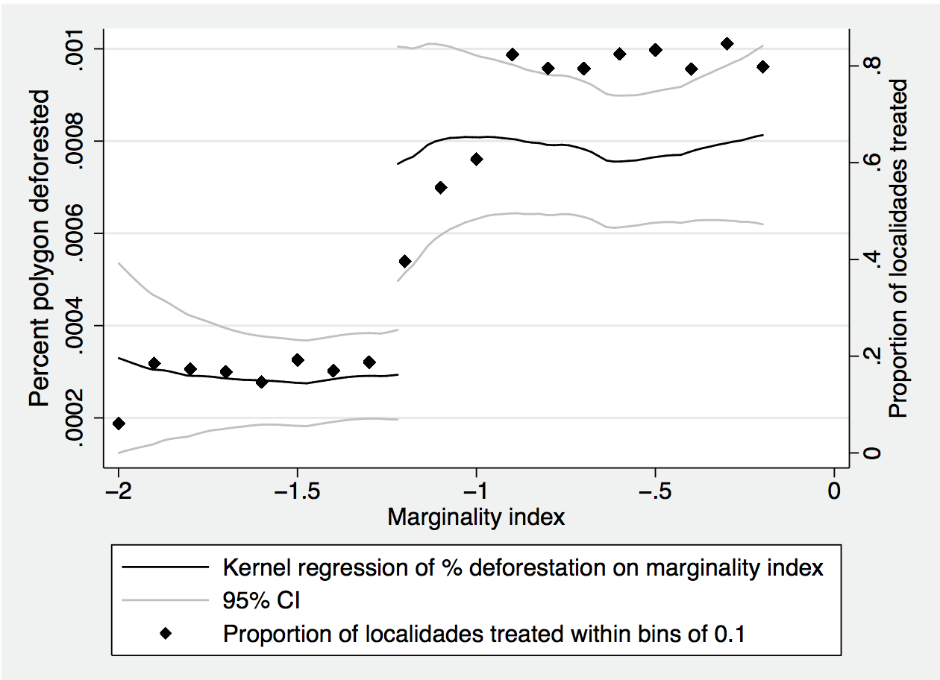 Percent polygon deforested
.0002 .0004 .0006 .0008 .001
Proportion of localidades treated
0 .2 .4 .6 .8
−2 −1.5 −1 −.5 0
Marginality index
Kernel regression of % deforestation on marginality index
95% CI
Proportion of localidades treated within bins of 0.1